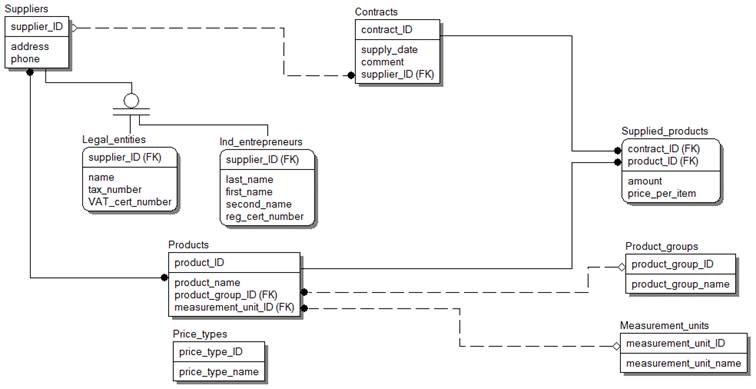 Suppliers
supplier_ID
address
phone
Contracts
contract_ID
supply_date
comment
supplier_ID (FK)
Legal_entities
supplier_ID (FK)
name
tax_number
VAT_cert_number
Ind_entrepreneurs
supplier_ID (FK)
last_name
first_name
second_name
reg_cert_number
Supplied_products
contract_ID (FK)
product_ID (FK)
amount
price_per_item
Products
product_ID
product_name
product_group_ID (FK)
measurement_unit_ID (FK)
Product_groups
product_group_ID
product_group_name
Price_types
price_type_ID
price_type_name
Measurement_units
measurement_unit_ID
measurement_unit_name